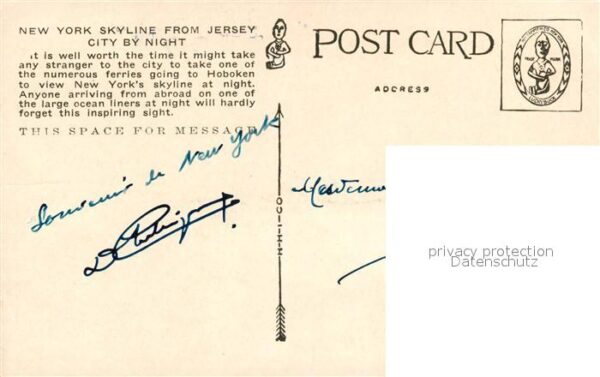 NEW YORK SKYLINE FROM JERSEY
CITY BY NIGHT
It is well worth the time it might take
any stranger to the city to take one of
the numerous ferries going to Hoboken
to view New York's skyline at night.
Anyone arriving from abroad on one of
the large ocean liners at night will hardly
forget this inspiring sight.
THIS SPACE FOR MESSAGE
Souvenir de New York
POST CARD
ADDRESS
privacy protection
Datenschutz